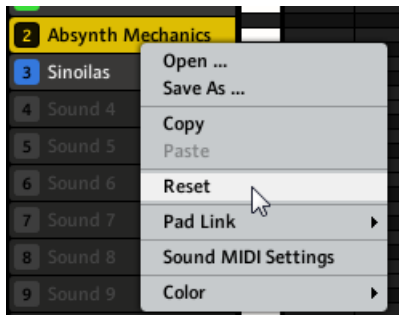 2 Absynth Mechanics
3 Sinoilas
4 Sound 4
5 Sound 5
6 Sound 6
7 Sound 7
8 Sound 8
9 Sound 9
Open ...
Save As ...
Copy
Paste
Reset
Pad Link
Sound MIDI Settings
Color